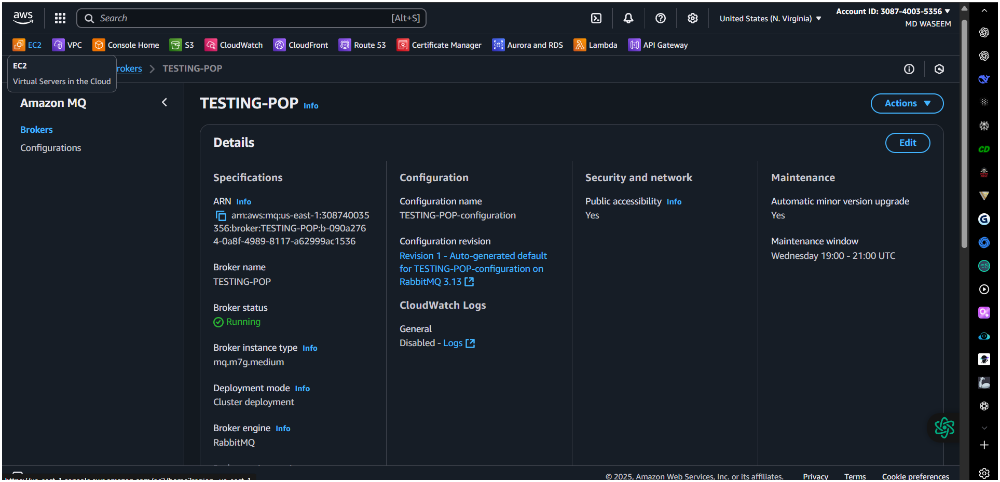 aws
Search
[Alt+S]
United States (N. Virginia)
Account ID: 3087-4003-5356
MD WASEEM
EC2
VPC
Console Home
S3
CloudWatch
CloudFront
Route 53
Certificate Manager
Aurora and RDS
Lambda
API Gateway
EC2
Virtual Servers in the Cloud
rokers
TESTING-POP
Amazon MQ
Brokers
Configurations
TESTING-POP Info
Actions
Details
Edit
Specifications
ARN Info
arn:aws:mq:us-east-1:308740035
356:broker:TESTING-POP:b-090a276
4-0a8f-4989-8117-a62999ac1536
Broker name
TESTING-POP
Broker status
Running
Broker instance type Info
mq.m7g.medium
Deployment mode Info
Cluster deployment
Broker engine Info
RabbitMQ
Configuration
Configuration name
TESTING-POP-configuration
Configuration revision
Revision 1 - Auto-generated default
for TESTING-POP-configuration on
RabbitMQ 3.13
CloudWatch Logs
General
Disabled - Logs
Security and network
Public accessibility Info
Yes
Maintenance
Automatic minor version upgrade
Yes
Maintenance window
Wednesday 19:00 - 21:00 UTC
CD
© 2025, Amazon Web Services, Inc. or its affiliates.
Privacy
Terms
Cookie preferences